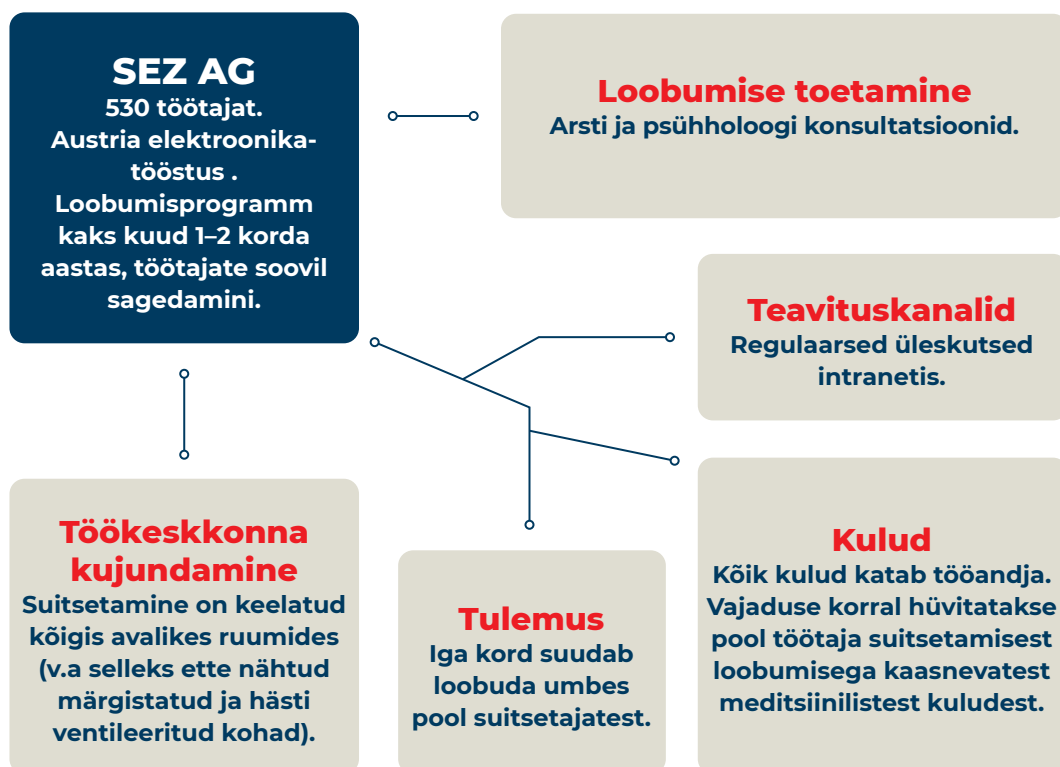 SEZ AG
530 töötajat.
Austria elektroonika-
tööstus .
Loobumisprogramm
kaks kuud 1–2 korda
aastas, töötajate soovil
sagedamini.
Loobumise toetamine
Arsti ja psühholoogi konsultatsioonid.
Teavituskanalid
Regulaarsed üleskutsed
intranetis.
Töökeskkonna
kujundamine
Suitsetamine on keelatud
kõigis avalikes ruumides
(v.a selleks ette nähtud
märgistatud ja hästi
ventileeritud kohad).
Tulemus
Iga kord suudab
loobuda umbes
pool suitsetajatest.
Kulud
Kõik kulud katab tööandja.
Vajaduse korral hüvitatakse
pool töötaja suitsetamisest
loobumisega kaasnevatest
meditsiinilistest kuludest.